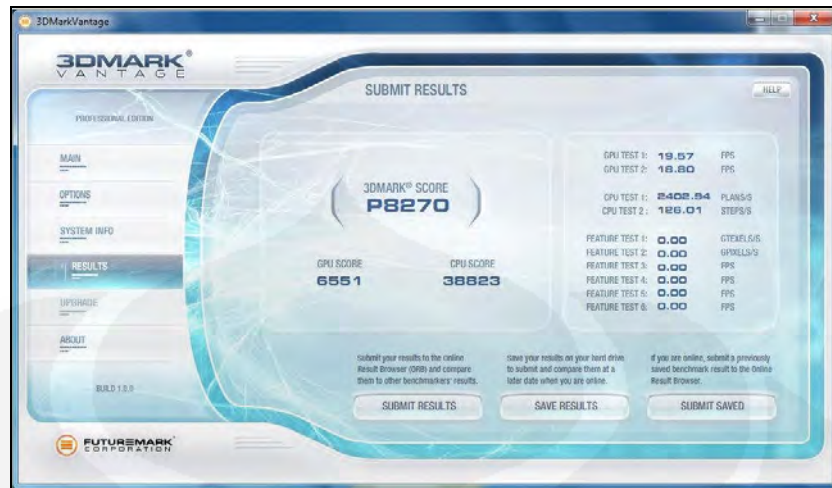 3DMarkVantage
3DMARK®
VANTAGE
SUBMIT RESULTS
HELP
PROFESSIONAL EDITION
MAIN
OPTIONS
SYSTEM INFO
RESULTS
UPGRADE
ABOUT
BUILD 1.0.0
3DMARK® SCORE
P8270
GPU SCORE
6551
CPU SCORE
38823
GPU TEST 1: 19.57 FPS
GPU TEST 2: 18.80 FPS
CPU TEST 1: 2402.94 PLANS/S
CPU TEST 2: 126.01 STEPS/S
FEATURE TEST 1: 0.00 GTEXELS/S
FEATURE TEST 2: 0.00 GPIXELS/S
FEATURE TEST 3: 0.00 FPS
FEATURE TEST 4: 0.00 FPS
FEATURE TEST 5: 0.00 FPS
FEATURE TEST 6: 0.00 FPS
Submit your results to the Online
Result Browser (ORB) and compare
them to other benchmarkers' results.
SUBMIT RESULTS
Save your results on your hard drive
to submit and compare them at a
later date when you are online.
SAVE RESULTS
If you are online, submit a previously
saved benchmark result to the Online
Result Browser.
SUBMIT SAVED
FUTUREMARK
CORPORATION